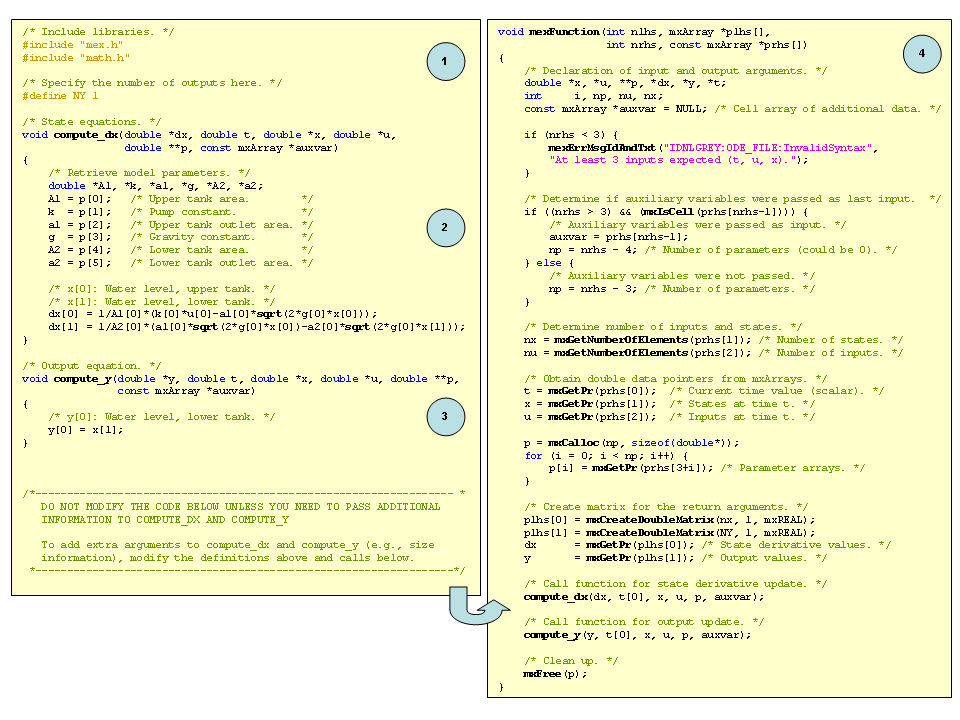 /* Include libraries. */
#include "mex.h"
#include "math.h"
1
/* Specify the number of outputs here. */
#define NY 1
/* State equations. */
void compute_dx(double *dx, double t, double *x, double *u,
double **p, const mxArray *auxvar)
{
/* Retrieve model parameters. */
double *A1, *k, *a1, *g, *A2, *a2;
A1 = p[0]; /* Upper tank area. */
k = p[1]; /* Pump constant. */
a1 = p[2]; /* Upper tank outlet area. */
g = p[3]; /* Gravity constant. */
A2 = p[4]; /* Lower tank area. */
a2 = p[5]; /* Lower tank outlet area. */
2
/* x[0]: Water level, upper tank. */
/* x[1]: Water level, lower tank. */
dx[0] = 1/A1[0]*(k[0]*u[0]-a1[0]*sqrt(2*g[0]*x[0]));
dx[1] = 1/A2[0]*(a1[0]*sqrt(2*g[0]*x[0])-a2[0]*sqrt(2*g[0]*x[1]));
}
/* Output equation. */
void compute_y(double *y, double t, double *x, double *u, double **p,
const mxArray *auxvar)
{
/* y[0]: Water level, lower tank. */
y[0] = x[1];
}
3
/*------------------------------------------------------------------ *
DO NOT MODIFY THE CODE BELOW UNLESS YOU NEED TO PASS ADDITIONAL
INFORMATION TO COMPUTE_DX AND COMPUTE_Y
To add extra arguments to compute_dx and compute_y (e.g., size
information), modify the definitions above and calls below.
*------------------------------------------------------------------*/
void mexFunction(int nlhs, mxArray *plhs[],
int nrhs, const mxArray *prhs[])
4
{
/* Declaration of input and output arguments. */
double *x, *u, **p, *dx, *y, *t;
int i, np, nu, nx;
const mxArray *auxvar = NULL; /* Cell array of additional data. */
if (nrhs < 3) {
mexErrMsgIdAndTxt("IDNLGREY:ODE_FILE:InvalidSyntax",
"At least 3 inputs expected (t, u, x).");
}
/* Determine if auxiliary variables were passed as last input. */
if ((nrhs > 3) && (mxIsCell(prhs[nrhs-1]))) {
/* Auxiliary variables were passed as input. */
auxvar = prhs[nrhs-1];
np = nrhs - 4; /* Number of parameters (could be 0). */
} else {
/* Auxiliary variables were not passed. */
np = nrhs - 3; /* Number of parameters. */
}
/* Determine number of inputs and states. */
nx = mxGetNumberOfElements(prhs[1]); /* Number of states. */
nu = mxGetNumberOfElements(prhs[2]); /* Number of inputs. */
/* Obtain double data pointers from mxArrays. */
t = mxGetPr(prhs[0]); /* Current time value (scalar). */
x = mxGetPr(prhs[1]); /* States at time t. */
u = mxGetPr(prhs[2]); /* Inputs at time t. */
p = mxCalloc(np, sizeof(double*));
for (i = 0; i < np; i++) {
p[i] = mxGetPr(prhs[3+i]); /* Parameter arrays. */
}
/* Create matrix for the return arguments. */
plhs[0] = mxCreateDoubleMatrix(nx, 1, mxREAL);
plhs[1] = mxCreateDoubleMatrix(NY, 1, mxREAL);
dx = mxGetPr(plhs[0]); /* State derivative values. */
y = mxGetPr(plhs[1]); /* Output values. */
/* Call function for state derivative update. */
compute_dx(dx, t[0], x, u, p, auxvar);
/* Call function for output update. */
compute_y(y, t[0], x, u, p, auxvar);
/* Clean up. */
mxFree(p);
}